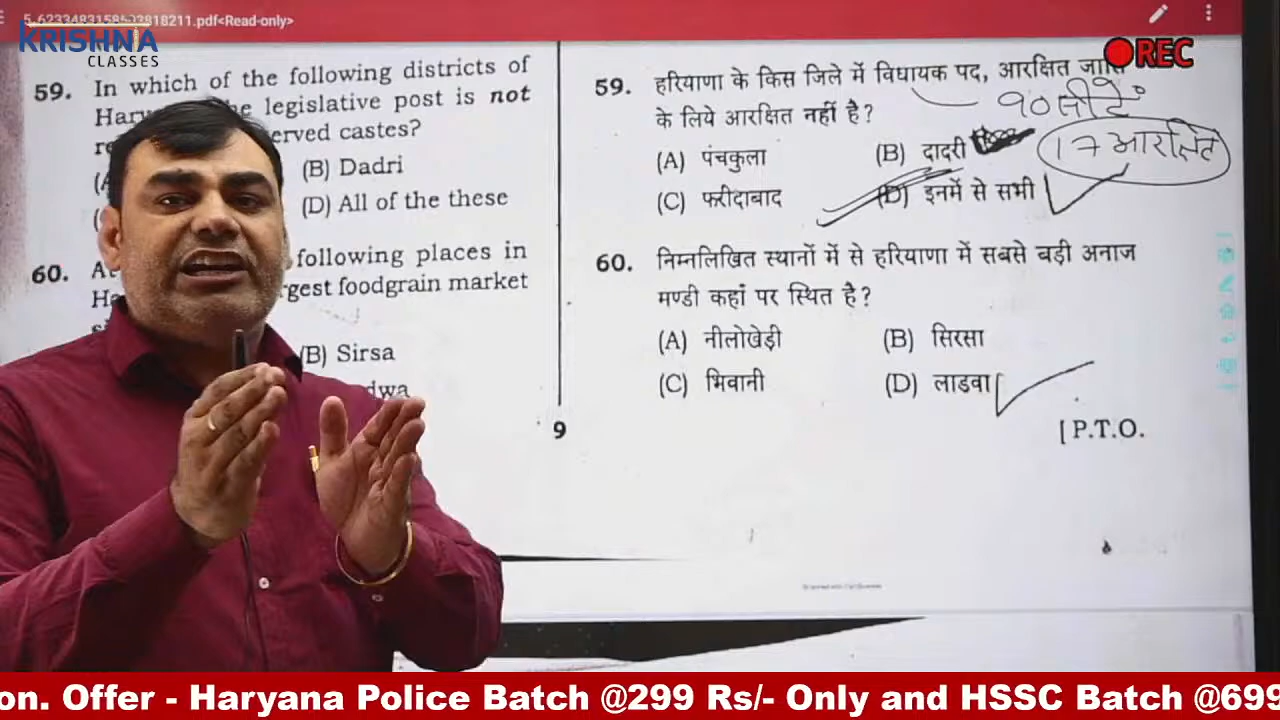 5_6233483158502818211.pdf<Read-only>
KRISHNA
CLASSES
REC
59. In which of the following districts of
legislative post is not
served castes?
(B) Dadri
(D) All of the these
60.
following places in
gest foodgrain market
(B) Sirsa
dwa
9
59. हरियाणा के किस जिले में विधायक पद, आरक्षित जाति
के लिये आरक्षित नहीं है?
90 सीटें
(A) पंचकुला (B) दादरी
17 आरक्षित
(C) फरीदाबाद (D) इनमें से सभी
60. निम्नलिखित स्थानों में से हरियाणा में सबसे बड़ी अनाज
मण्डी कहाँ पर स्थित है?
(A) नीलोखेड़ी (B) सिरसा
(C) भिवानी (D) लाडवा
[ P.T.O.
on. Offer - Haryana Police Batch @299 Rs/- Only and HSSC Batch @699